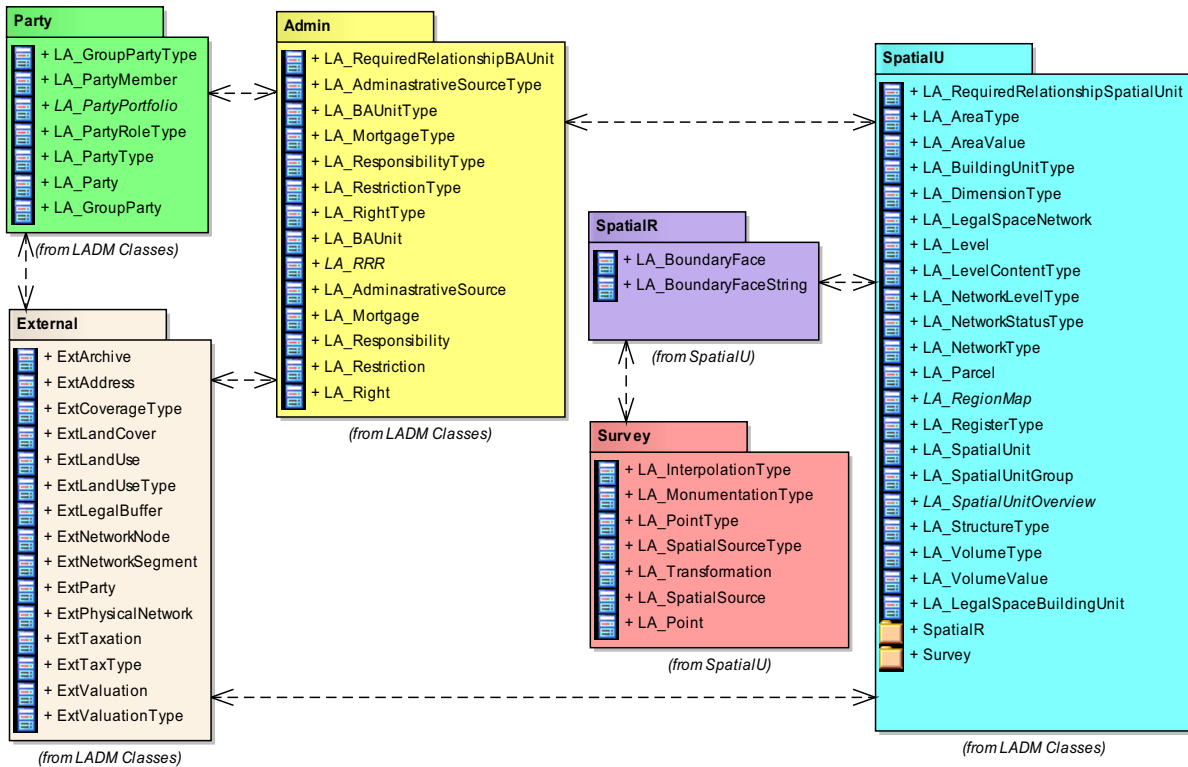 Party
+ LA_GroupPartyType
+ LA_PartyMember
+ LA_PartyPortfolio
+ LA_PartyRoleType
+ LA_PartyType
+ LA_Party
+ LA_GroupParty
(from LADM Classes)
Admin
+ LA_RequiredRelationshipBAUnit
+ LA_AdminastrativeSourceType
+ LA_BAUnitType
+ LA_MortgageType
+ LA_ResponsibilityType
+ LA_RestrictionType
+ LA_RightType
+ LA_BAUnit
+ LA_RRR
+ LA_AdminastrativeSource
+ LA_Mortgage
+ LA_Responsibility
+ LA_Restriction
+ LA_Right
(from LADM Classes)
External
+ ExtArchive
+ ExtAddress
+ ExtCoverageType
+ ExtLandCover
+ ExtLandUse
+ ExtLandUseType
+ ExtLegalBuffer
+ ExtNetworkNode
+ ExtNetworkSegment
+ ExtParty
+ ExtPhysicalNetwork
+ ExtTaxation
+ ExtTaxType
+ ExtValuation
+ ExtValuationType
(from LADM Classes)
SpatialR
+ LA_BoundaryFace
+ LA_BoundaryFaceString
(from SpatialU)
Survey
+ LA_InterpolationType
+ LA_MonumentationType
+ LA_PointType
+ LA_SpatialSourceType
+ LA_Transformation
+ LA_SpatialSource
+ LA_Point
(from SpatialU)
SpatialU
+ LA_RequiredRelationshipSpatialUnit
+ LA_AreaType
+ LA_AreaValue
+ LA_BuildingUnitType
+ LA_DimensionType
+ LA_LegalSpaceNetwork
+ LA_Level
+ LA_LevelContentType
+ LA_NetworkLevelType
+ LA_NetworkStatusType
+ LA_NetworkType
+ LA_Parcel
+ LA_RegionMap
+ LA_RegisterType
+ LA_SpatialUnit
+ LA_SpatialUnitGroup
+ LA_SpatialUnitOverview
+ LA_StructureType
+ LA_VolumeType
+ LA_VolumeValue
+ LA_LegalSpaceBuildingUnit
+ SpatialR
+ Survey
(from LADM Classes)